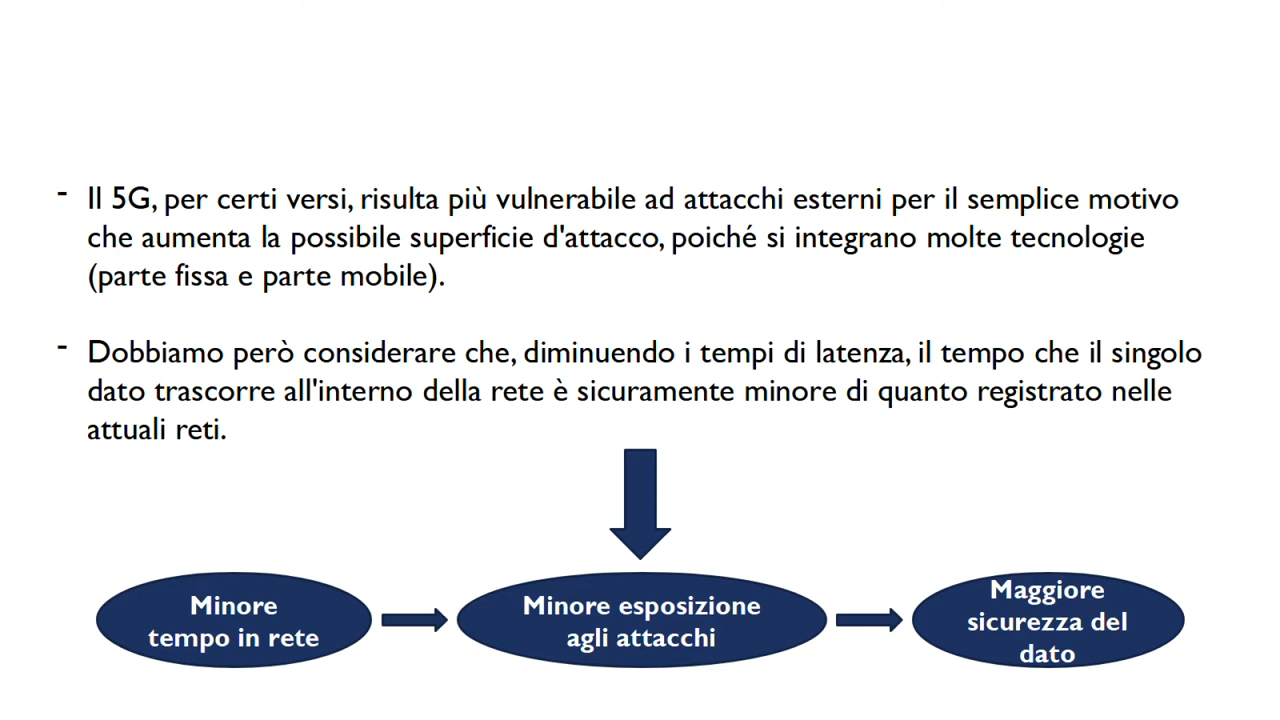 - Il 5G, per certi versi, risulta più vulnerabile ad attacchi esterni per il semplice motivo
che aumenta la possibile superficie d'attacco, poiché si integrano molte tecnologie
(parte fissa e parte mobile).
- Dobbiamo però considerare che, diminuendo i tempi di latenza, il tempo che il singolo
dato trascorre all'interno della rete è sicuramente minore di quanto registrato nelle
attuali reti.
Minore
tempo in rete
Minore esposizione
agli attacchi
Maggiore
sicurezza del
dato